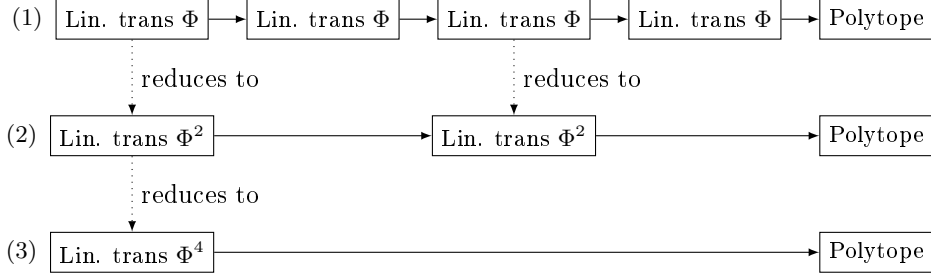 (1) Lin. trans Φ Lin. trans Φ Lin. trans Φ Lin. trans Φ Polytope
reduces to reduces to
(2) Lin. trans Φ² Lin. trans Φ² Polytope
reduces to
(3) Lin. trans Φ⁴ Polytope